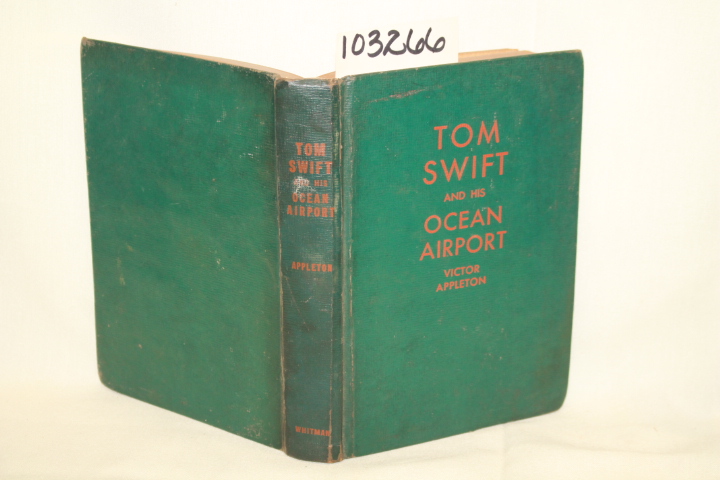 103266
TOM
SWIFT
AND HIS
OCEAN
AIRPORT
APPLETON
WHITMAN
TOM
SWIFT
AND HIS
OCEAN
AIRPORT
VICTOR
APPLETON